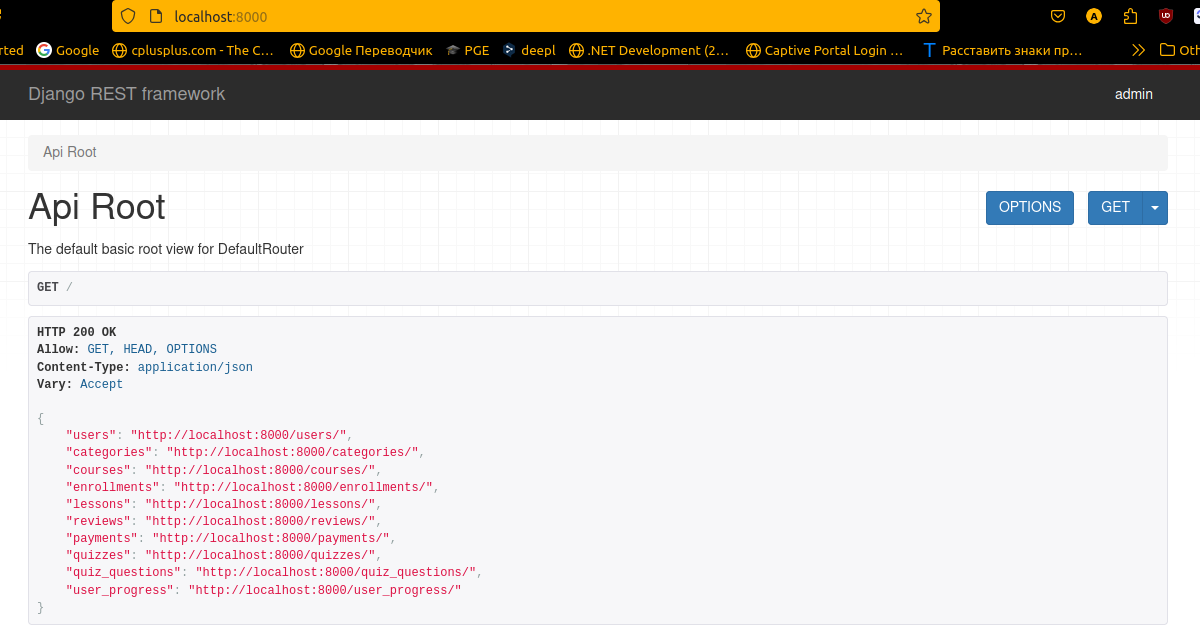 localhost:8000
rted Google cplusplus.com - The C… Google Переводчик PGE deepl .NET Development (2… Captive Portal Login … Расставить знаки пр… Oth
Django REST framework admin
Api Root
Api Root OPTIONS GET
The default basic root view for DefaultRouter
GET /
HTTP 200 OK
Allow: GET, HEAD, OPTIONS
Content-Type: application/json
Vary: Accept
{
    "users": "http://localhost:8000/users/",
    "categories": "http://localhost:8000/categories/",
    "courses": "http://localhost:8000/courses/",
    "enrollments": "http://localhost:8000/enrollments/",
    "lessons": "http://localhost:8000/lessons/",
    "reviews": "http://localhost:8000/reviews/",
    "payments": "http://localhost:8000/payments/",
    "quizzes": "http://localhost:8000/quizzes/",
    "quiz_questions": "http://localhost:8000/quiz_questions/",
    "user_progress": "http://localhost:8000/user_progress/"
}